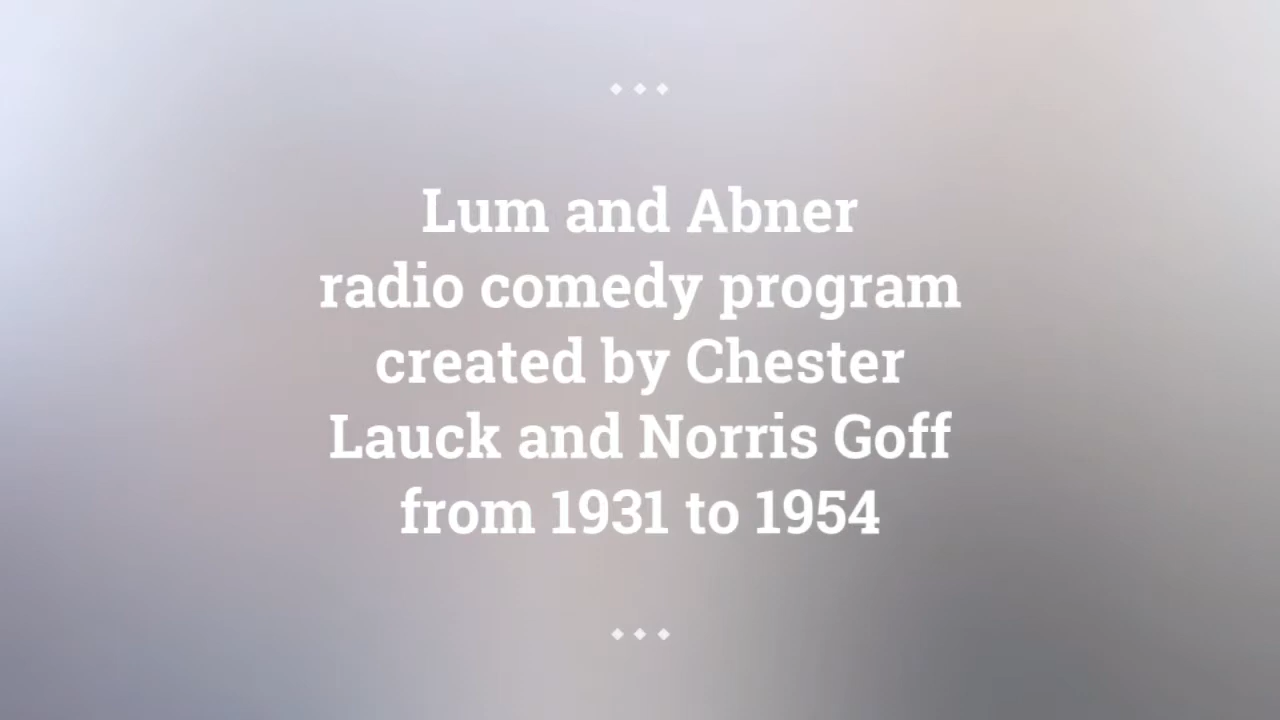 Lum and Abner
radio comedy program
created by Chester
Lauck and Norris Goff
from 1931 to 1954